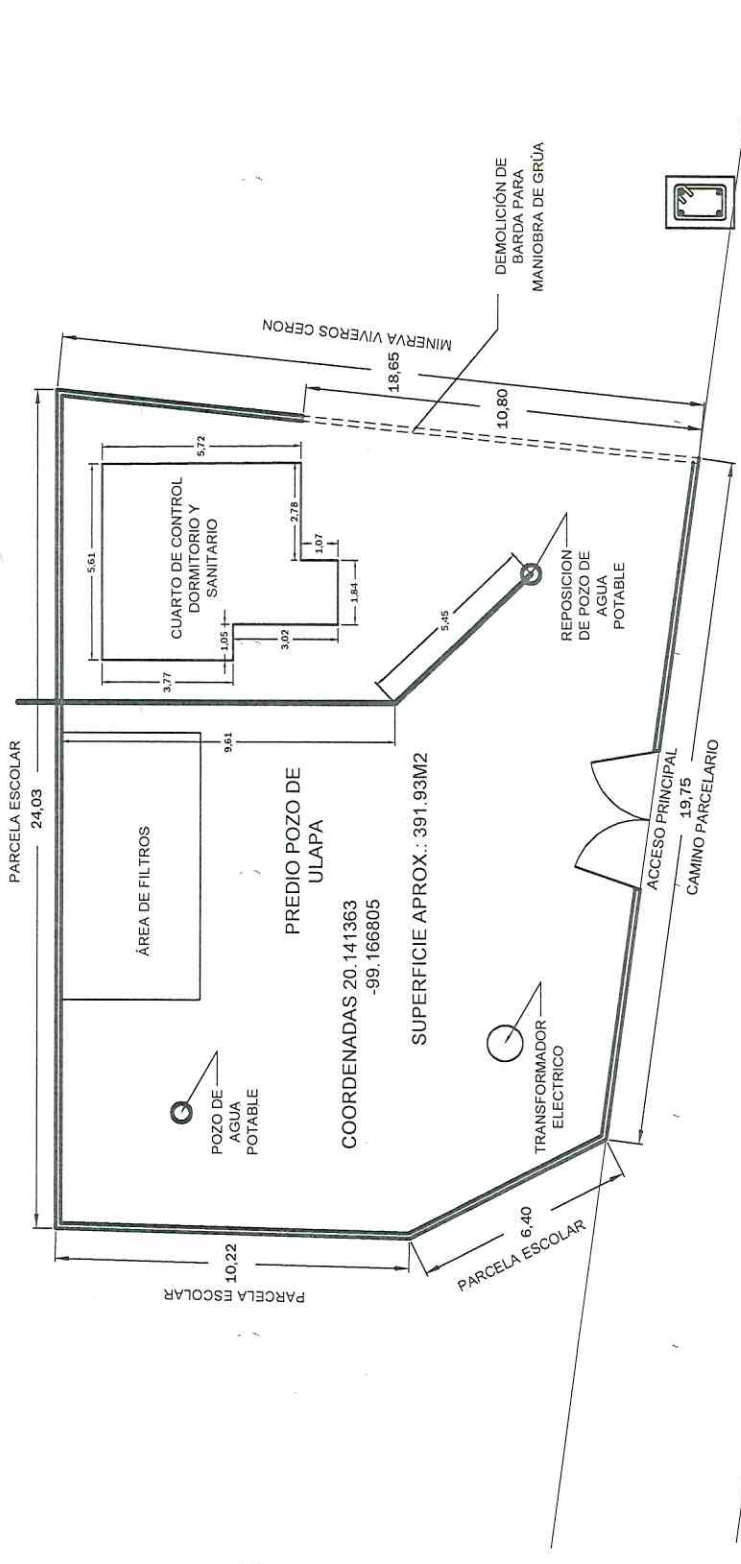 PARCELA ESCOLAR
24,03
MINERVA VIVEROS CERON
18,65
10,80
DEMOLICIÓN DE
BARDA PARA
MANIOBRA DE GRÚA
5,61
5,72
CUARTO DE CONTROL
DORMITORIO Y
SANITARIO
2,78
1,07
1,84
1,05
3,02
3,77
9,61
5,45
REPOSICION
DE POZO DE
AGUA
POTABLE
ÁREA DE FILTROS
PREDIO POZO DE
ULAPA
COORDENADAS 20.141363
-99.166805
SUPERFICIE APROX.: 391.93M2
POZO DE
AGUA
POTABLE
TRANSFORMADOR
ELECTRICO
ACCESO PRINCIPAL
19,75
CAMINO PARCELARIO
10,22
PARCELA ESCOLAR
6,40
PARCELA ESCOLAR